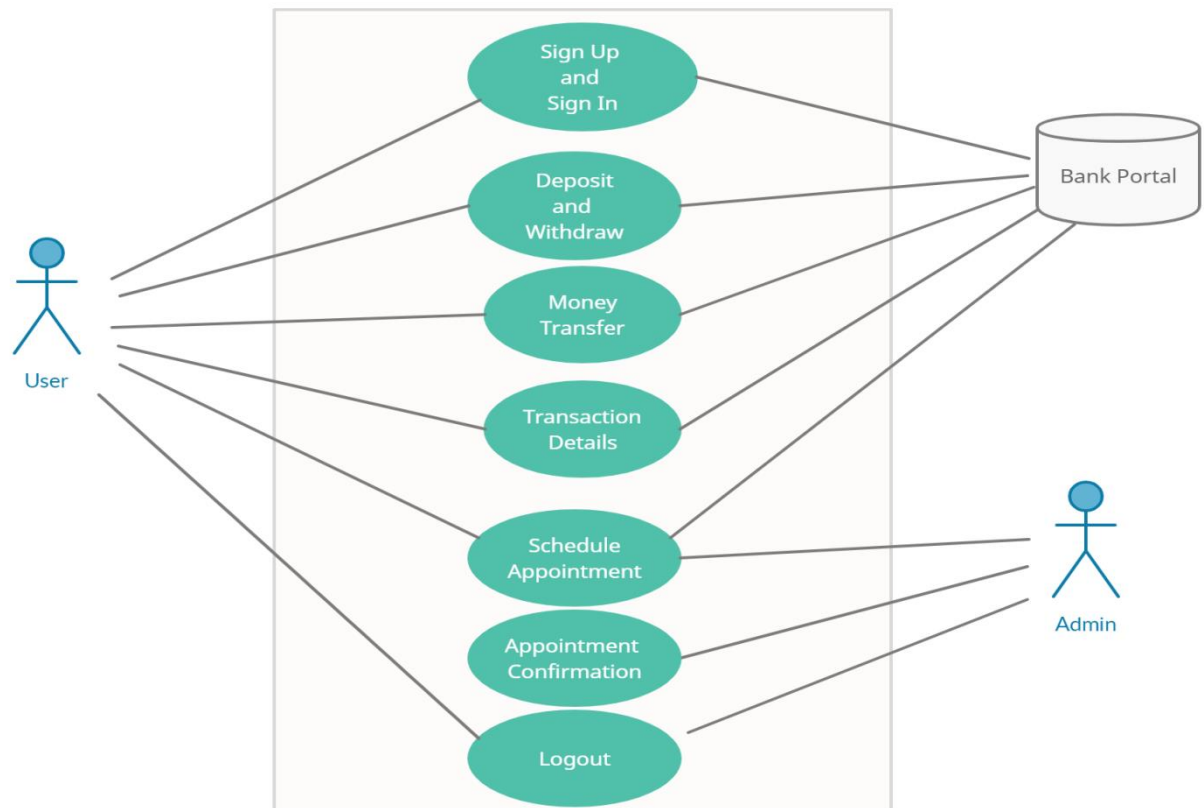 Sign Up
and
Sign In
Deposit
and
Withdraw
Bank Portal
Money
Transfer
User
Transaction
Details
Schedule
Appointment
Admin
Appointment
Confirmation
Logout